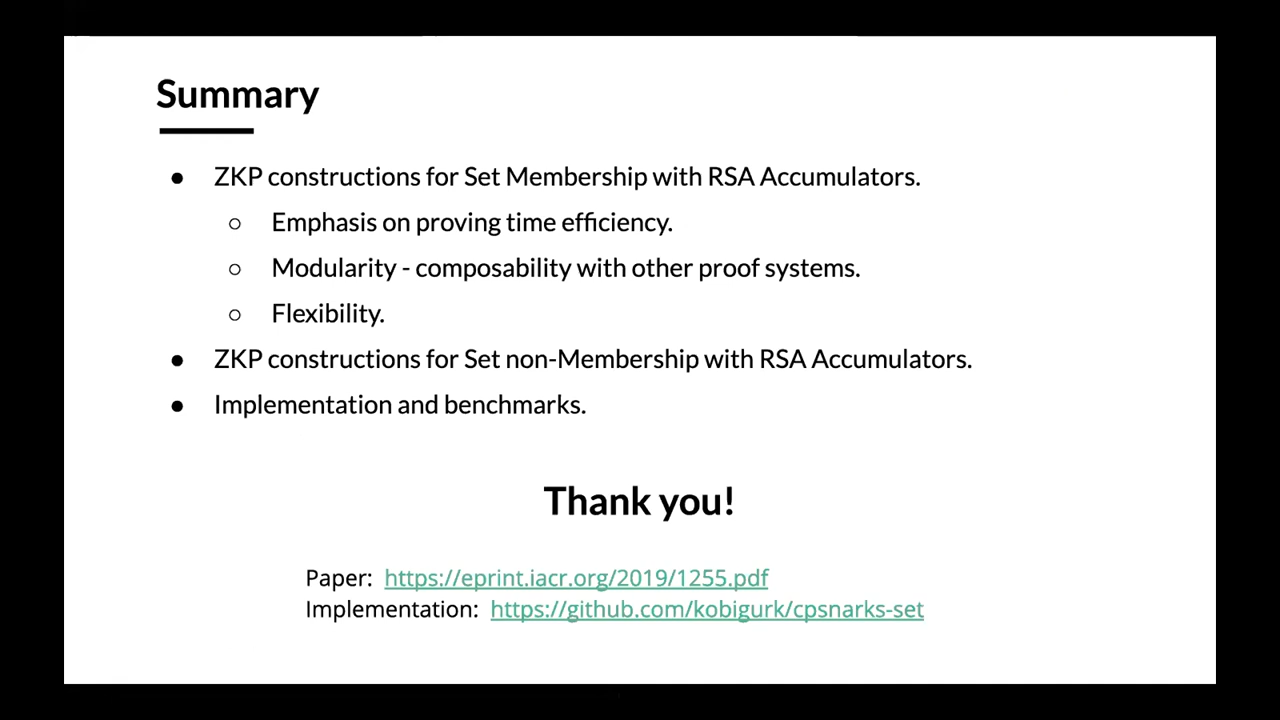 Summary
● ZKP constructions for Set Membership with RSA Accumulators.
○ Emphasis on proving time efficiency.
○ Modularity - composability with other proof systems.
○ Flexibility.
● ZKP constructions for Set non-Membership with RSA Accumulators.
● Implementation and benchmarks.
Thank you!
Paper: https://eprint.iacr.org/2019/1255.pdf
Implementation: https://github.com/kobigurk/cpsnarks-set